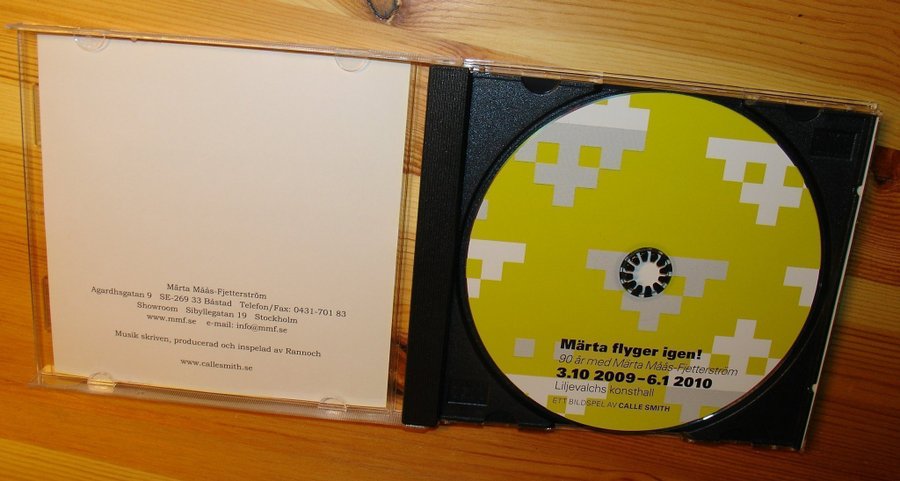 Märta Måås-Fjetterström
Agardhsgatan 9 SE-269 33 Båstad Telefon/Fax: 0431-701 83
Showroom Sibyllegatan 19 Stockholm
www.mmf.se e-mail: info@mmf.se
Musik skriven, producerad och inspelad av Rannoch
www.callesmith.se
Märta flyger igen!
90 år med Märta Måås-Fjetterström
3.10 2009–6.1 2010
Liljevalchs konsthall
ETT BILDSPEL AV CALLE SMITH